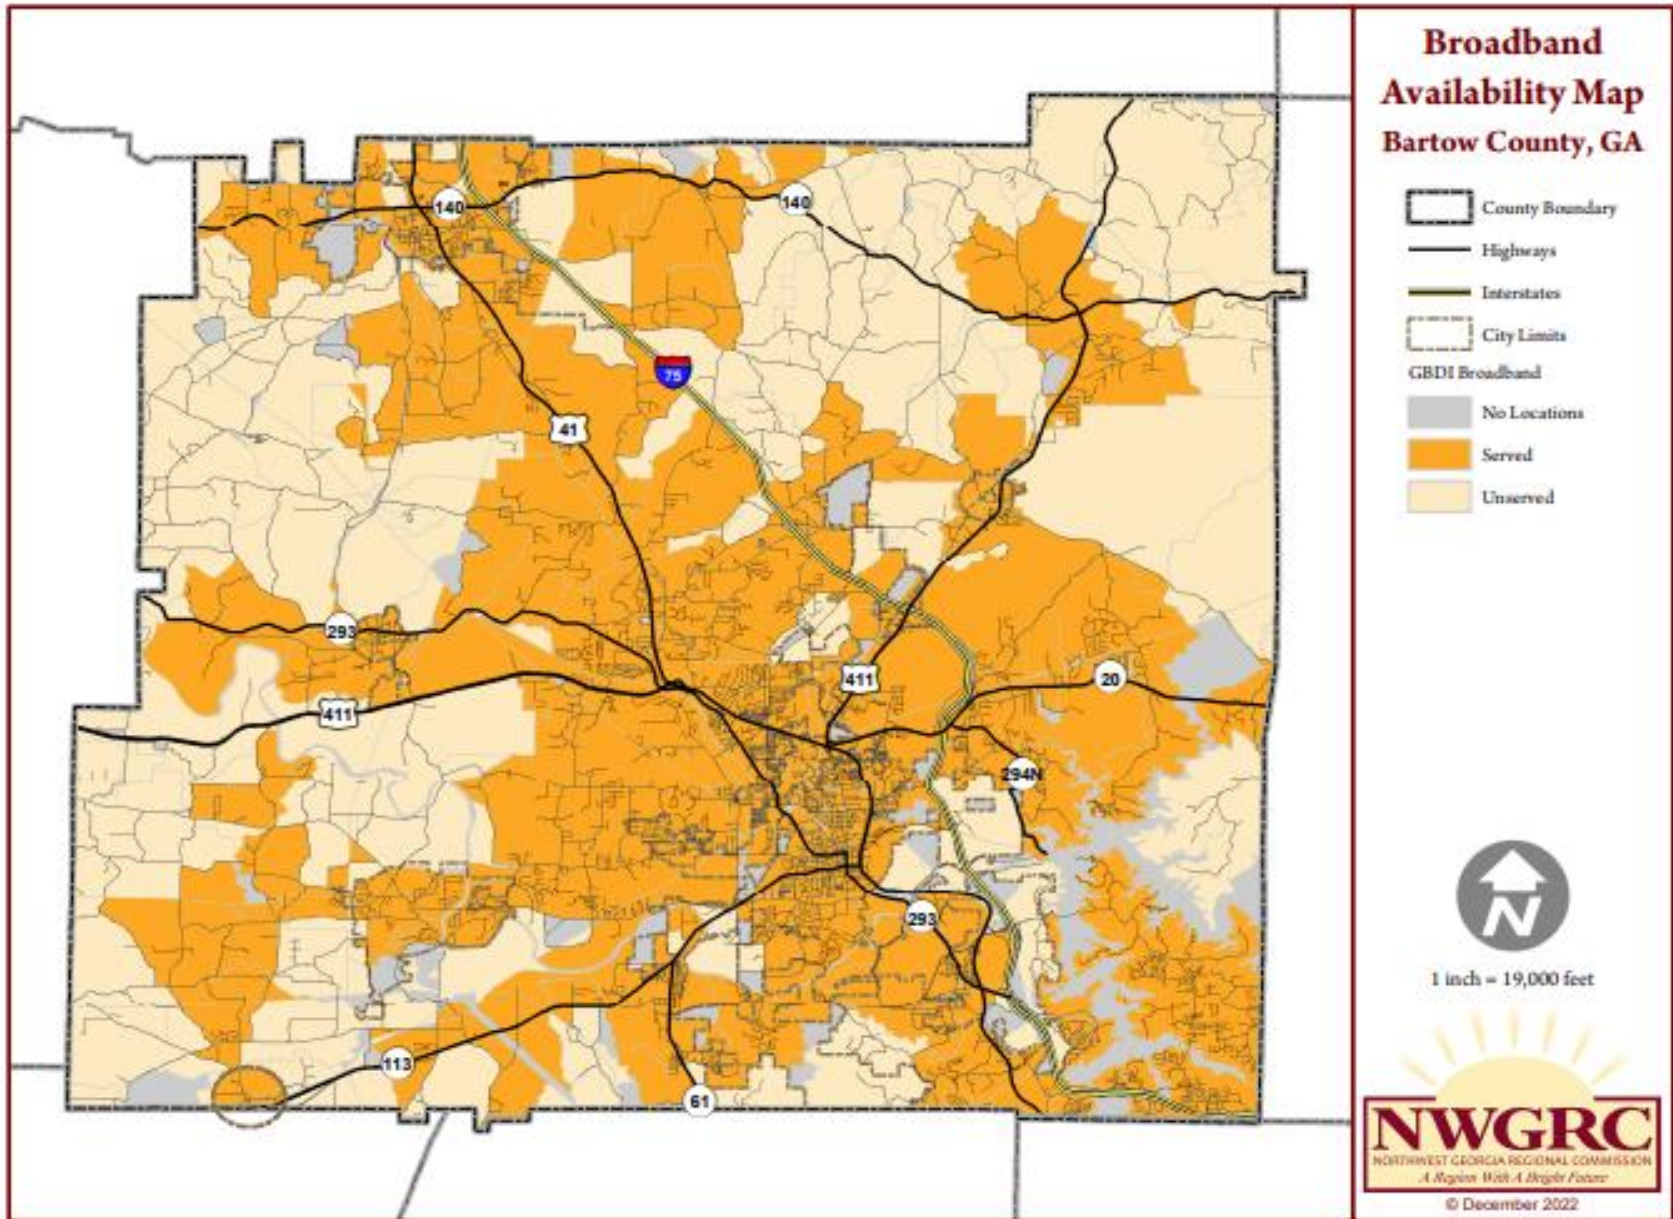 Broadband
Availability Map
Bartow County, GA
County Boundary
Highways
Interstates
City Limits
GBDI Broadband
No Locations
Served
Unserved
140
140
75
41
293
411
411
20
294N
293
113
61
N
1 inch = 19,000 feet
NWGRC
NORTHWEST GEORGIA REGIONAL COMMISSION
A Region With A Bright Future
© December 2022